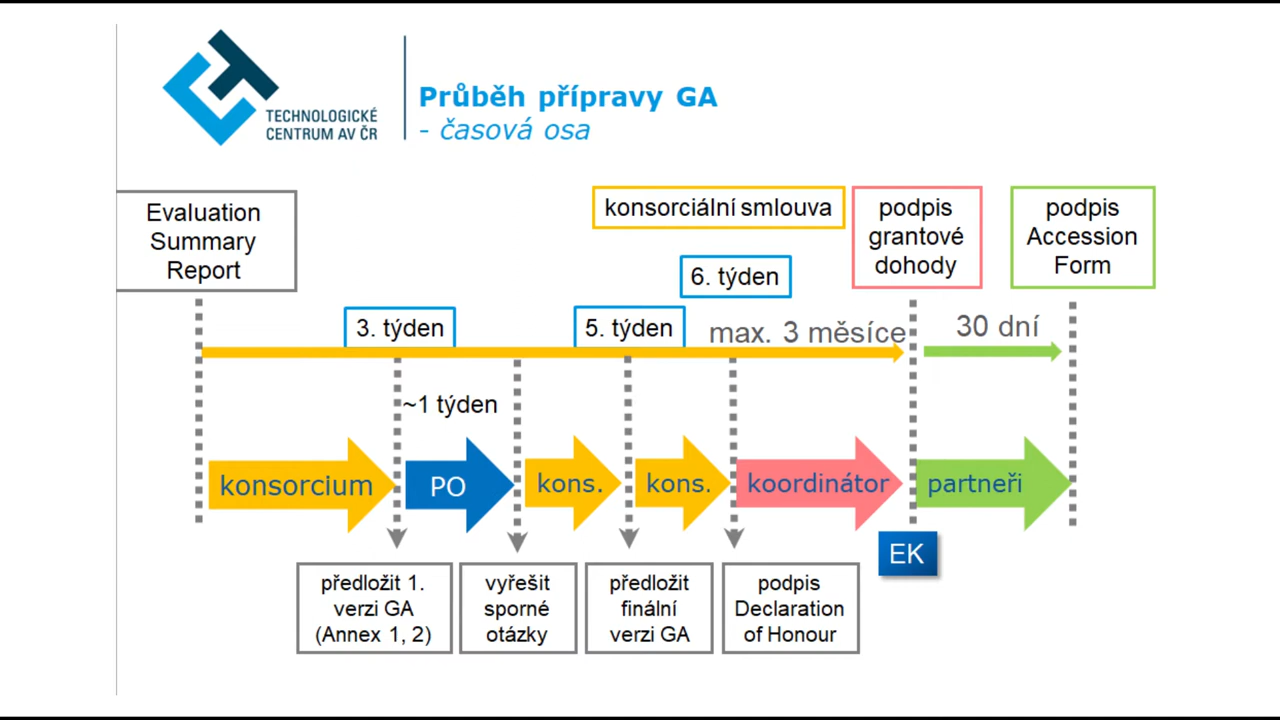 TECHNOLOGICKÉ
CENTRUM AV ČR
Průběh přípravy GA
- časová osa
Evaluation
Summary
Report
konsorciální smlouva
podpis
grantové
dohody
podpis
Accession
Form
6. týden
3. týden
5. týden
max. 3 měsíce
30 dní
~1 týden
konsorcium
PO
kons.
kons.
koordinátor
partneři
EK
předložit 1.
verzi GA
(Annex 1, 2)
vyřešit
sporné
otázky
předložit
finální
verzi GA
podpis
Declaration
of Honour